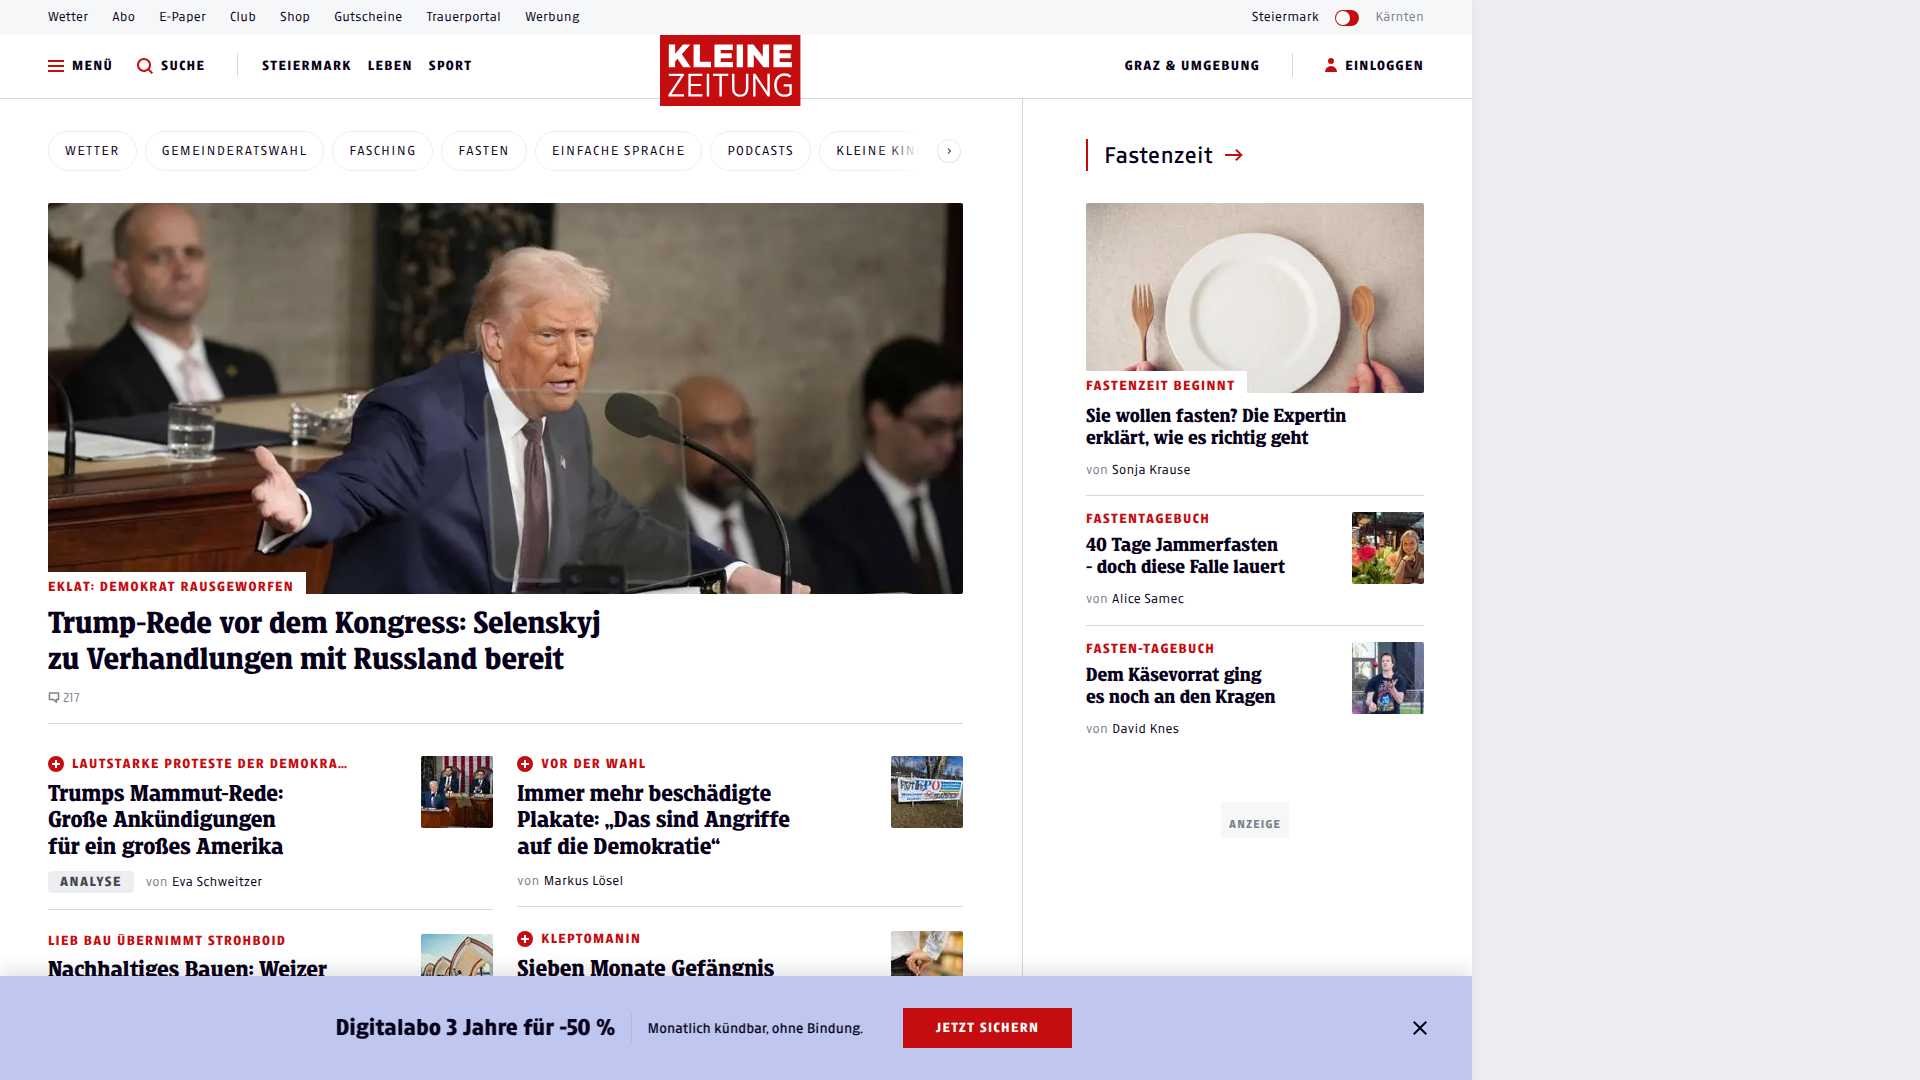 Wetter Abo E-Paper Club Shop Gutscheine Trauerportal Werbung Steiermark Kärnten
MENÜ SUCHE STEIERMARK LEBEN SPORT KLEINE ZEITUNG GRAZ & UMGEBUNG EINLOGGEN
WETTER GEMEINDERATSWAHL FASCHING FASTEN EINFACHE SPRACHE PODCASTS KLEINE KIN
EKLAT: DEMOKRAT RAUSGEWORFEN
Trump-Rede vor dem Kongress: Selenskyj
zu Verhandlungen mit Russland bereit
217
LAUTSTARKE PROTESTE DER DEMOKRA...
Trumps Mammut-Rede:
Große Ankündigungen
für ein großes Amerika
ANALYSE von Eva Schweitzer
VOR DER WAHL
Immer mehr beschädigte
Plakate: „Das sind Angriffe
auf die Demokratie“
von Markus Lösel
LIEB BAU ÜBERNIMMT STROHBOID
Nachhaltiges Bauen: Weizer
KLEPTOMANIN
Sieben Monate Gefängnis
Fastenzeit
FASTENZEIT BEGINNT
Sie wollen fasten? Die Expertin
erklärt, wie es richtig geht
von Sonja Krause
FASTENTAGEBUCH
40 Tage Jammerfasten
- doch diese Falle lauert
von Alice Samec
FASTEN-TAGEBUCH
Dem Käsevorrat ging
es noch an den Kragen
von David Knes
ANZEIGE
Digitalabo 3 Jahre für -50 % Monatlich kündbar, ohne Bindung. JETZT SICHERN